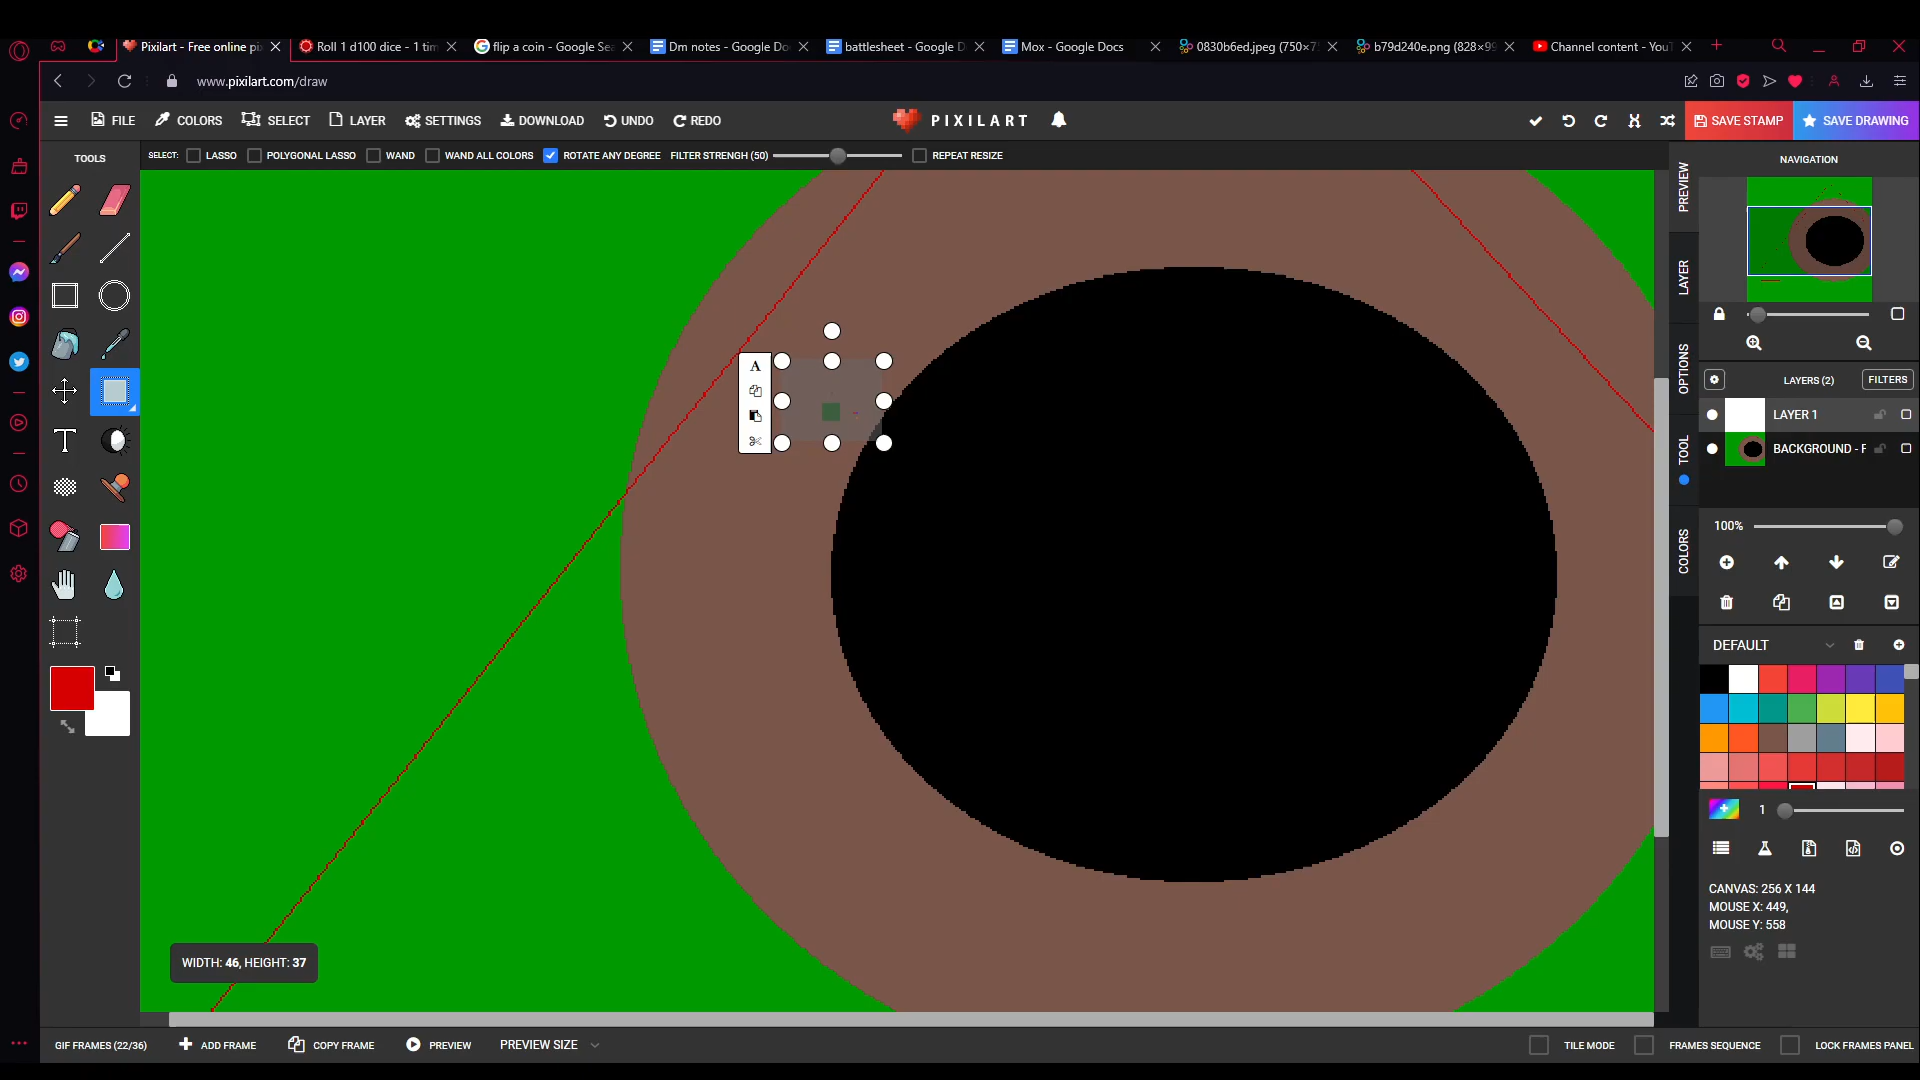 Pixilart - Free online pi
Roll 1 d100 dice - 1 tim
flip a coin - Google Se
Dm notes - Google Do
battlesheet - Google D
Mox - Google Docs
0830b6ed.jpeg (750×7
b79d240e.png (828×99
Channel content - YouT
www.pixilart.com/draw
FILE COLORS SELECT LAYER SETTINGS DOWNLOAD UNDO REDO
PIXILART
SAVE STAMP
SAVE DRAWING
TOOLS
SELECT: LASSO POLYGONAL LASSO WAND WAND ALL COLORS ROTATE ANY DEGREE FILTER STRENGH (50) REPEAT RESIZE
NAVIGATION
PREVIEW
LAYER
OPTIONS
TOOL
COLORS
A
LAYERS (2)
FILTERS
LAYER 1
BACKGROUND - F
100%
DEFAULT
1
CANVAS: 256 X 144
MOUSE X: 449,
MOUSE Y: 558
WIDTH: 46, HEIGHT: 37
GIF FRAMES (22/36) ADD FRAME COPY FRAME PREVIEW PREVIEW SIZE
TILE MODE FRAMES SEQUENCE LOCK FRAMES PANEL